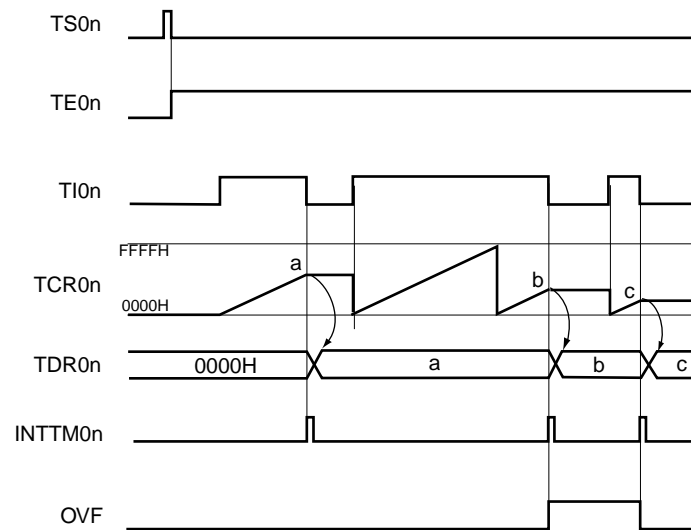 TS0n
TE0n
TI0n
FFFFH
a
b
c
TCR0n
0000H
TDR0n
0000H
a
b
c
INTTM0n
OVF